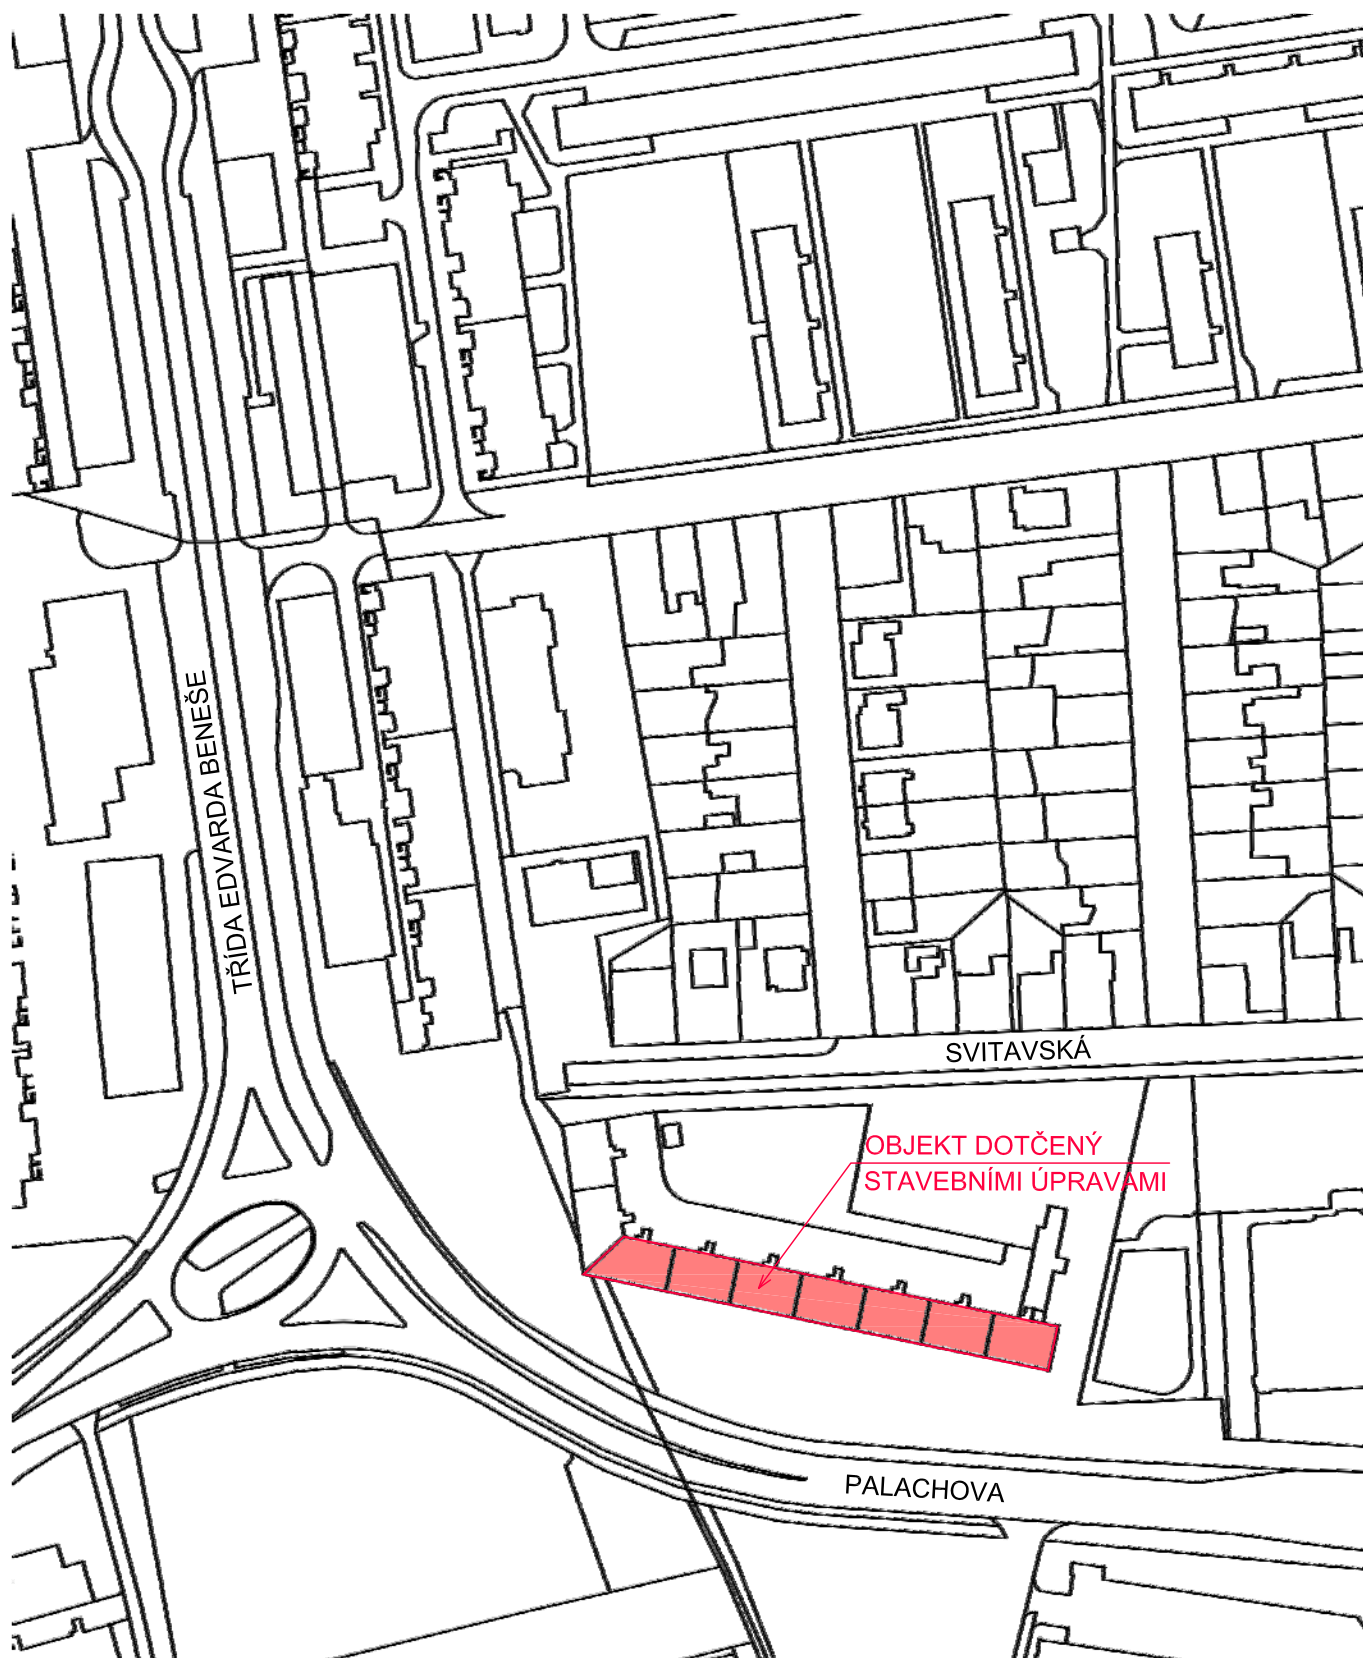 TŘÍDA EDVARDA BENEŠE
SVITAVSKÁ
OBJEKT DOTČENÝ
STAVEBNÍMI ÚPRAVAMI
PALACHOVA